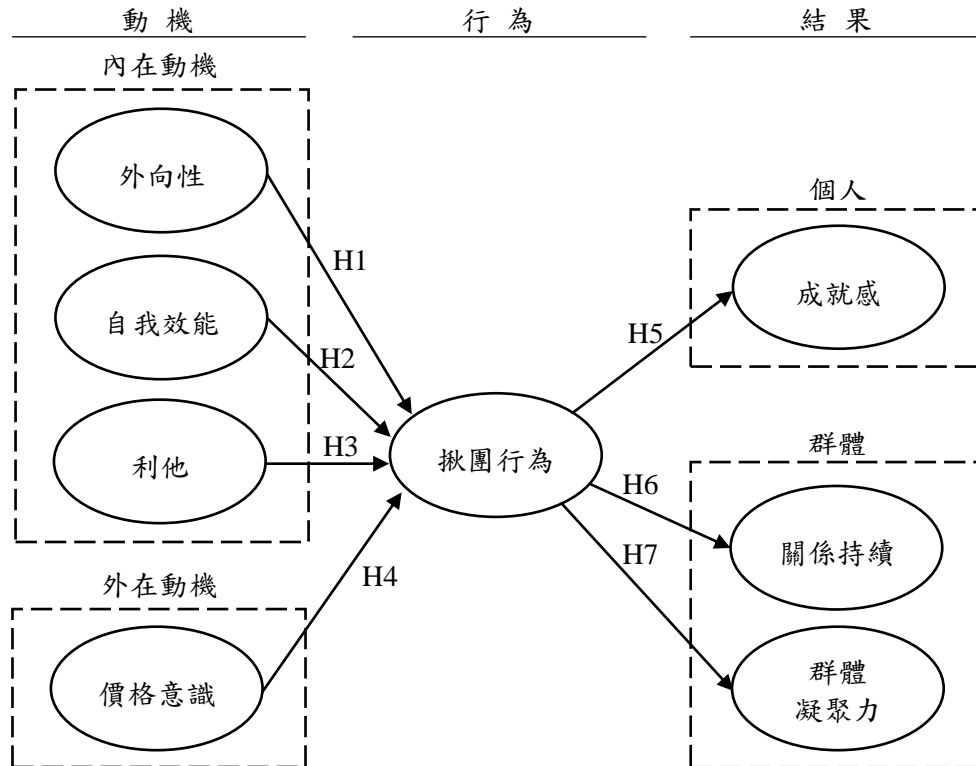 動機
行為
結果
內在動機
外向性
自我效能
利他
外在動機
價格意識
H1
H2
H3
H4
揪團行為
H5
H6
H7
個人
成就感
群體
關係持續
群體
凝聚力